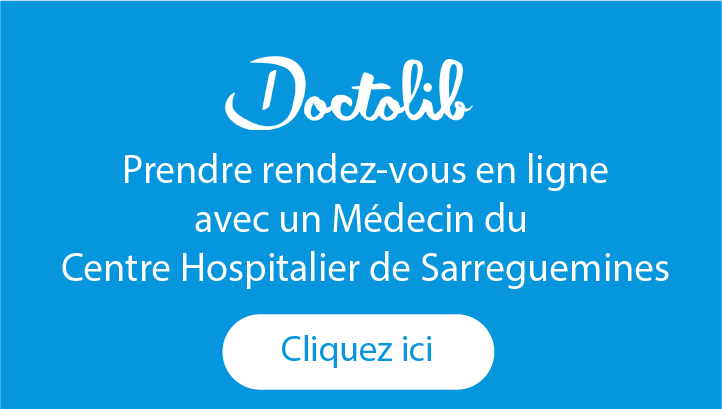 Doctolib
Prendre rendez-vous en ligne
avec un Médecin du
Centre Hospitalier de Sarreguemines
Cliquez ici